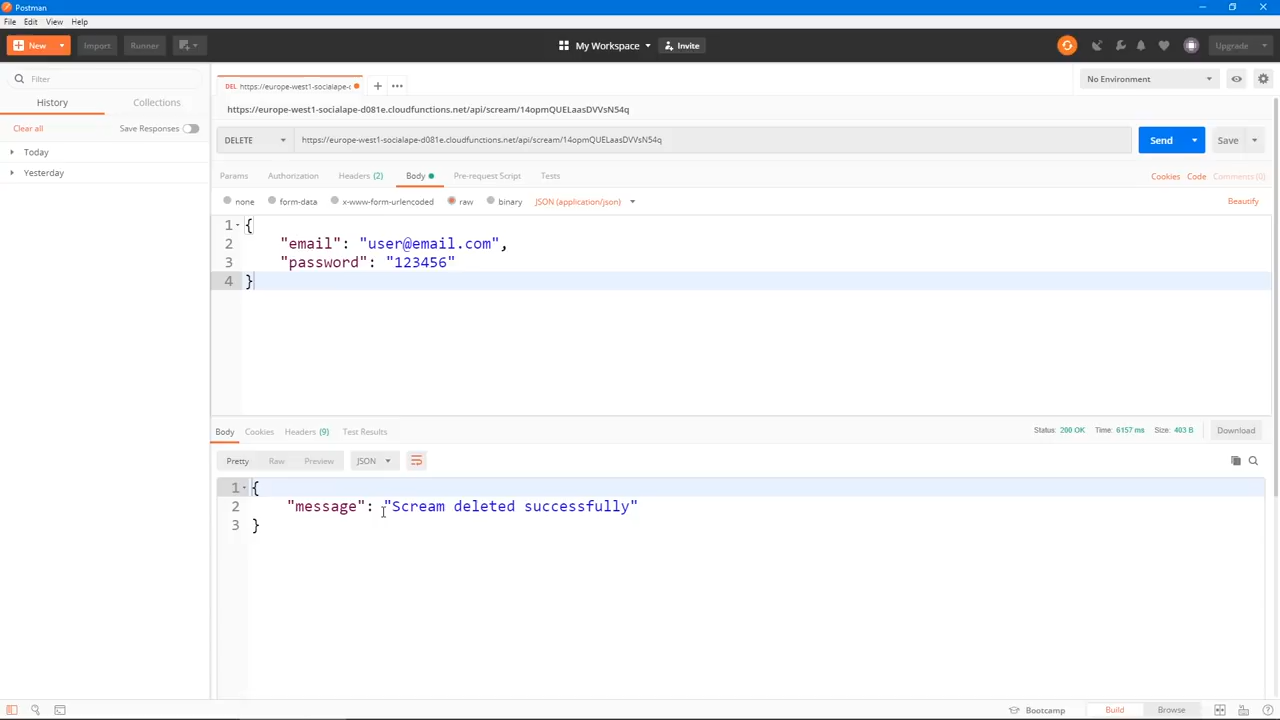 Postman
File Edit View Help
New Import Runner My Workspace Invite Upgrade
Filter
History Collections
Clear all Save Responses
Today
Yesterday
DEL https://europe-west1-socialape-c ••• No Environment
https://europe-west1-socialape-d081e.cloudfunctions.net/api/scream/14opmQUELaasDVVsN54q
DELETE https://europe-west1-socialape-d081e.cloudfunctions.net/api/scream/14opmQUELaasDVVsN54q Send Save
Params Authorization Headers (2) Body Pre-request Script Tests Cookies Code Comments (0)
none form-data x-www-form-urlencoded raw binary JSON (application/json) Beautify
1 {
2 "email": "user@email.com",
3 "password": "123456"
4 }
Body Cookies Headers (9) Test Results Status: 200 OK Time: 6157 ms Size: 403 B Download
Pretty Raw Preview JSON
1 {
2 "message": "Scream deleted successfully"
3 }
Bootcamp Build Browse